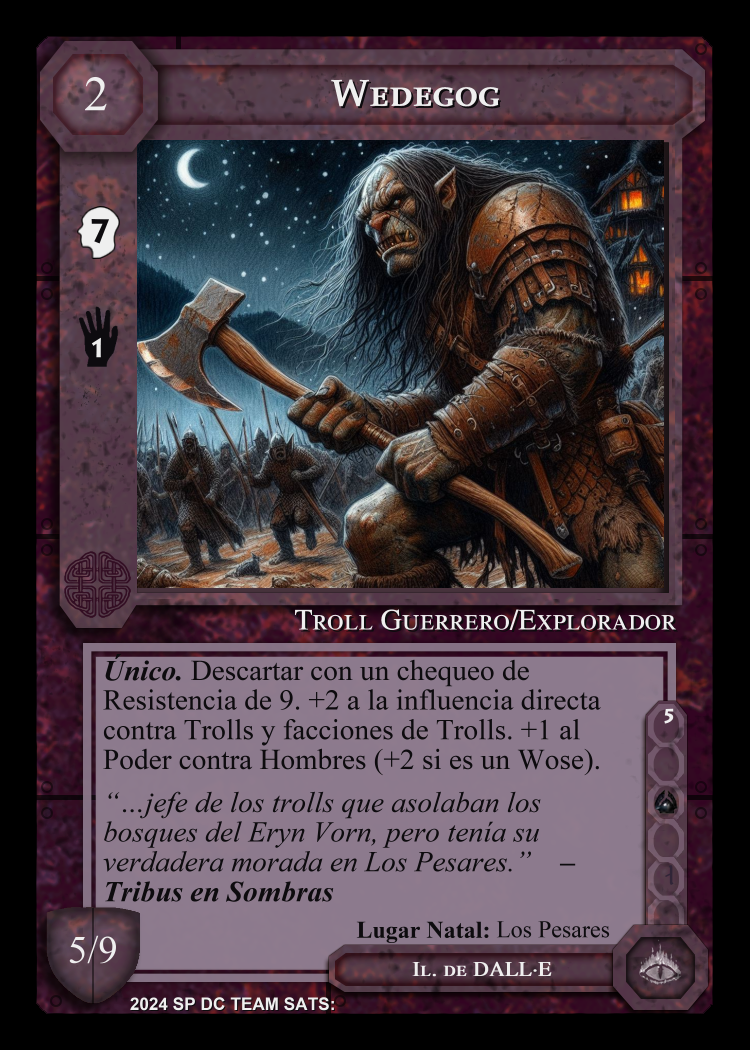 2
Wedegog
7
1
Troll Guerrero/Explorador
Único. Descartar con un chequeo de
Resistencia de 9. +2 a la influencia directa
contra Trolls y facciones de Trolls. +1 al
Poder contra Hombres (+2 si es un Wose).
5
“...jefe de los trolls que asolaban los
bosques del Eryn Vorn, pero tenía su
verdadera morada en Los Pesares.” –
Tribus en Sombras
Lugar Natal: Los Pesares
5/9
Il. de DALL·E
2024 SP DC TEAM SATS: